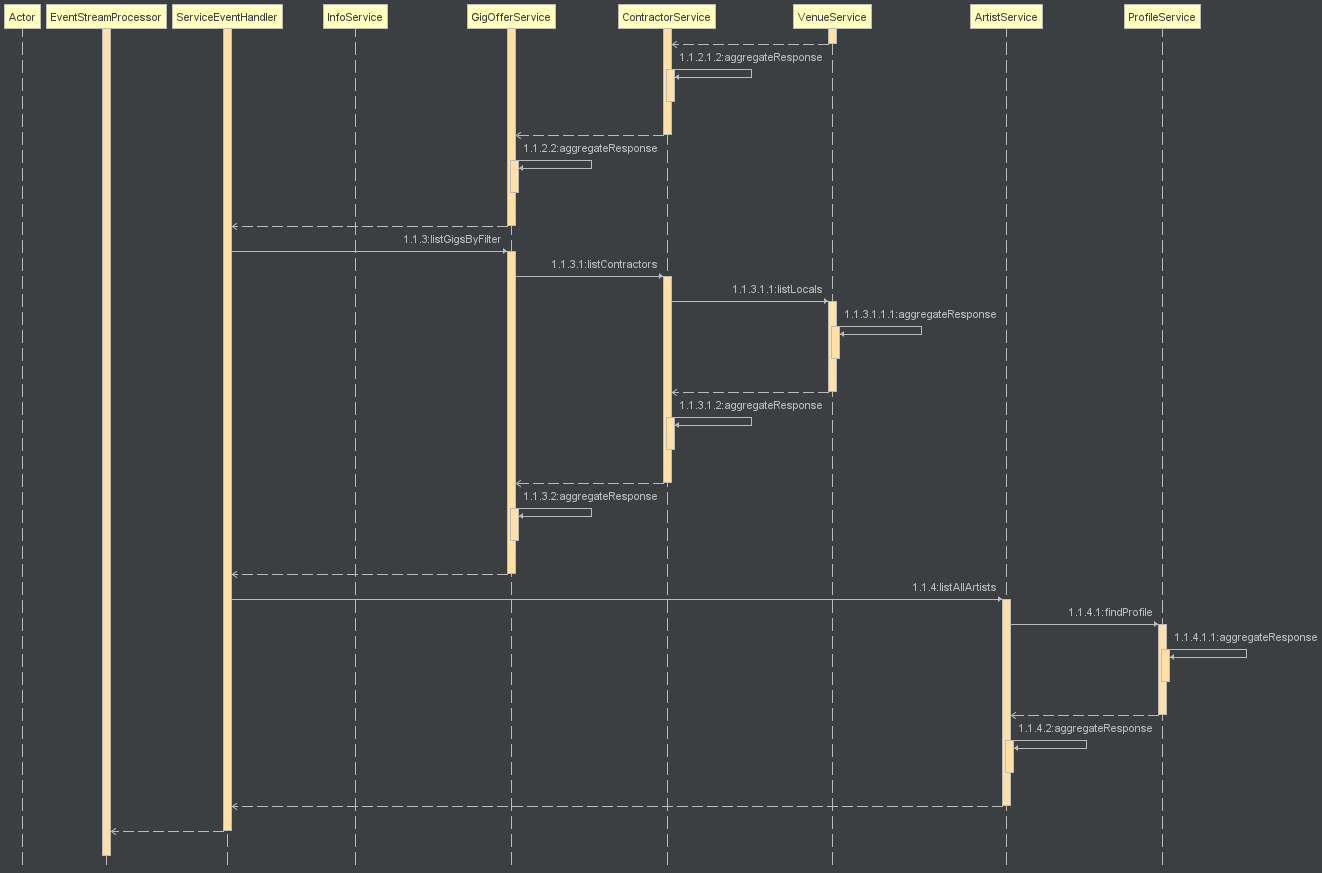 Actor
EventStreamProcessor
ServiceEventHandler
InfoService
GigOfferService
ContractorService
VenueService
ArtistService
ProfileService
1.1.2.1.2:aggregateResponse
1.1.2.2:aggregateResponse
1.1.3:listGigsByFilter
1.1.3.1:listContractors
1.1.3.1.1:listLocals
1.1.3.1.1.1:aggregateResponse
1.1.3.1.2:aggregateResponse
1.1.3.2:aggregateResponse
1.1.4:listAllArtists
1.1.4.1:findProfile
1.1.4.1.1:aggregateResponse
1.1.4.2:aggregateResponse